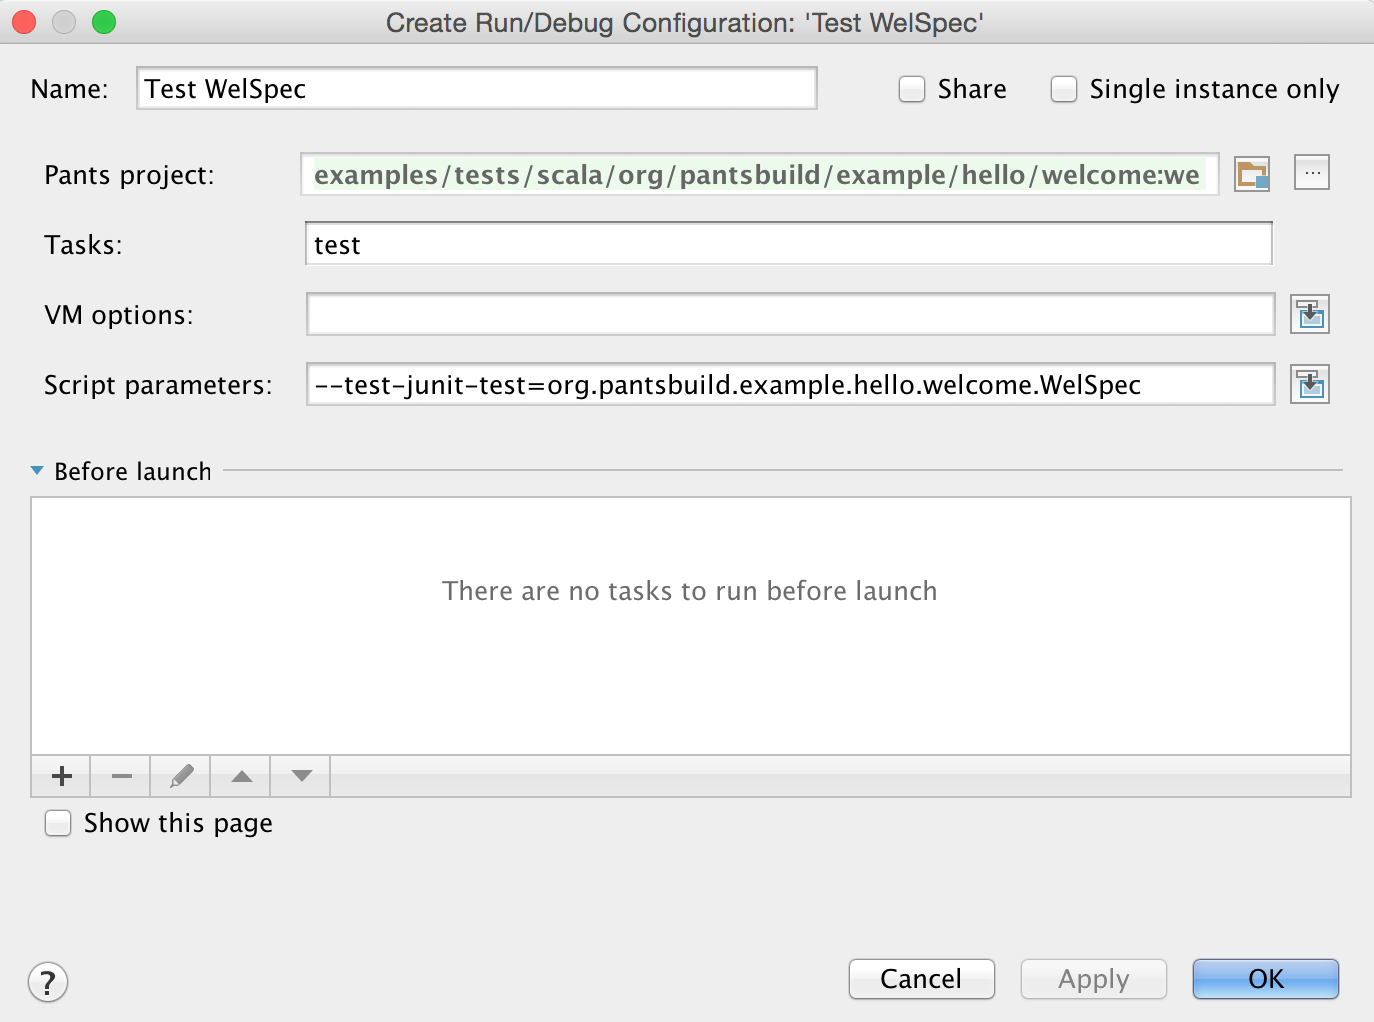 Create Run/Debug Configuration: 'Test WelSpec'
Name: Test WelSpec Share Single instance only
Pants project: examples/tests/scala/org/pantsbuild/example/hello/welcome:we ...
Tasks: test
VM options:
Script parameters: --test-junit-test=org.pantsbuild.example.hello.welcome.WelSpec
Before launch
There are no tasks to run before launch
Show this page
? Cancel Apply OK